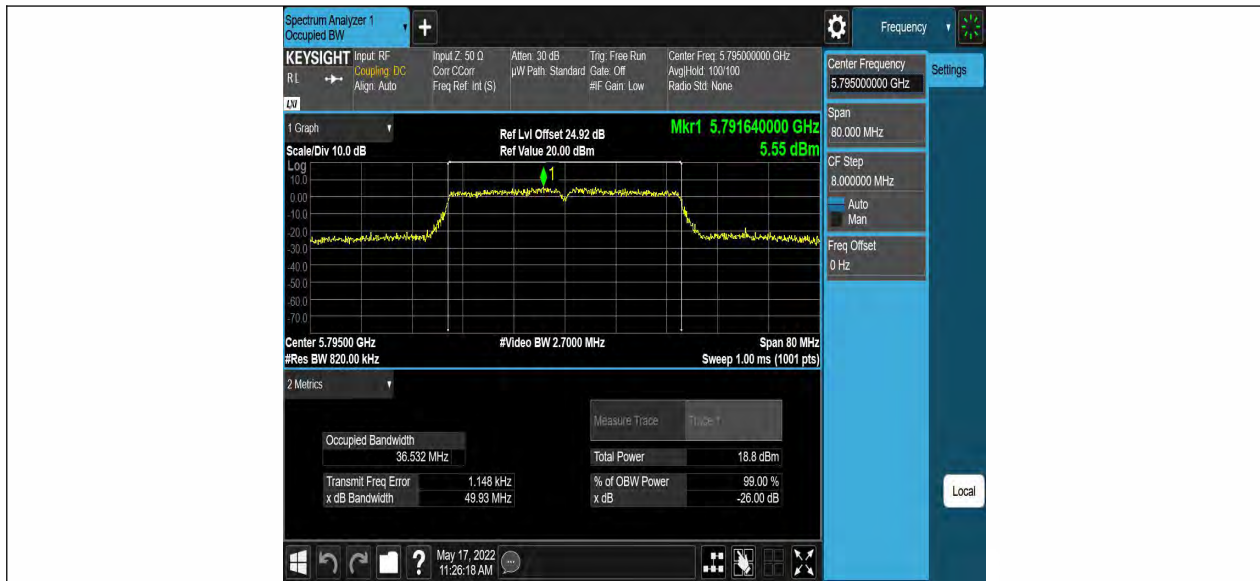 Spectrum Analyzer 1
Occupied BW
+
Frequency
KEYSIGHT
RL
LXI
Input: RF
Coupling: DC
Align: Auto
Input Z: 50 Ω
Corr CCorr
Freq Ref: Int (S)
Atten: 30 dB
µW Path: Standard
Trig: Free Run
Gate: Off
#IF Gain: Low
Center Freq: 5.795000000 GHz
Avg|Hold: 100/100
Radio Std: None
Center Frequency
5.795000000 GHz
Settings
Span
80.000 MHz
CF Step
8.000000 MHz
Auto
Man
Freq Offset
0 Hz
1 Graph
Ref Lvl Offset 24.92 dB
Mkr1 5.791640000 GHz
Scale/Div 10.0 dB
Ref Value 20.00 dBm
5.55 dBm
Log
1
10.0
0.00
-10.0
-20.0
-30.0
-40.0
-50.0
-60.0
-70.0
Center 5.79500 GHz
#Video BW 2.7000 MHz
Span 80 MHz
#Res BW 820.00 kHz
Sweep 1.00 ms (1001 pts)
2 Metrics
Measure Trace
Trace 1
Occupied Bandwidth
36.532 MHz
Total Power
18.8 dBm
Transmit Freq Error
1.148 kHz
% of OBW Power
99.00 %
x dB Bandwidth
49.93 MHz
x dB
-26.00 dB
Local
?
May 17, 2022
11:26:18 AM